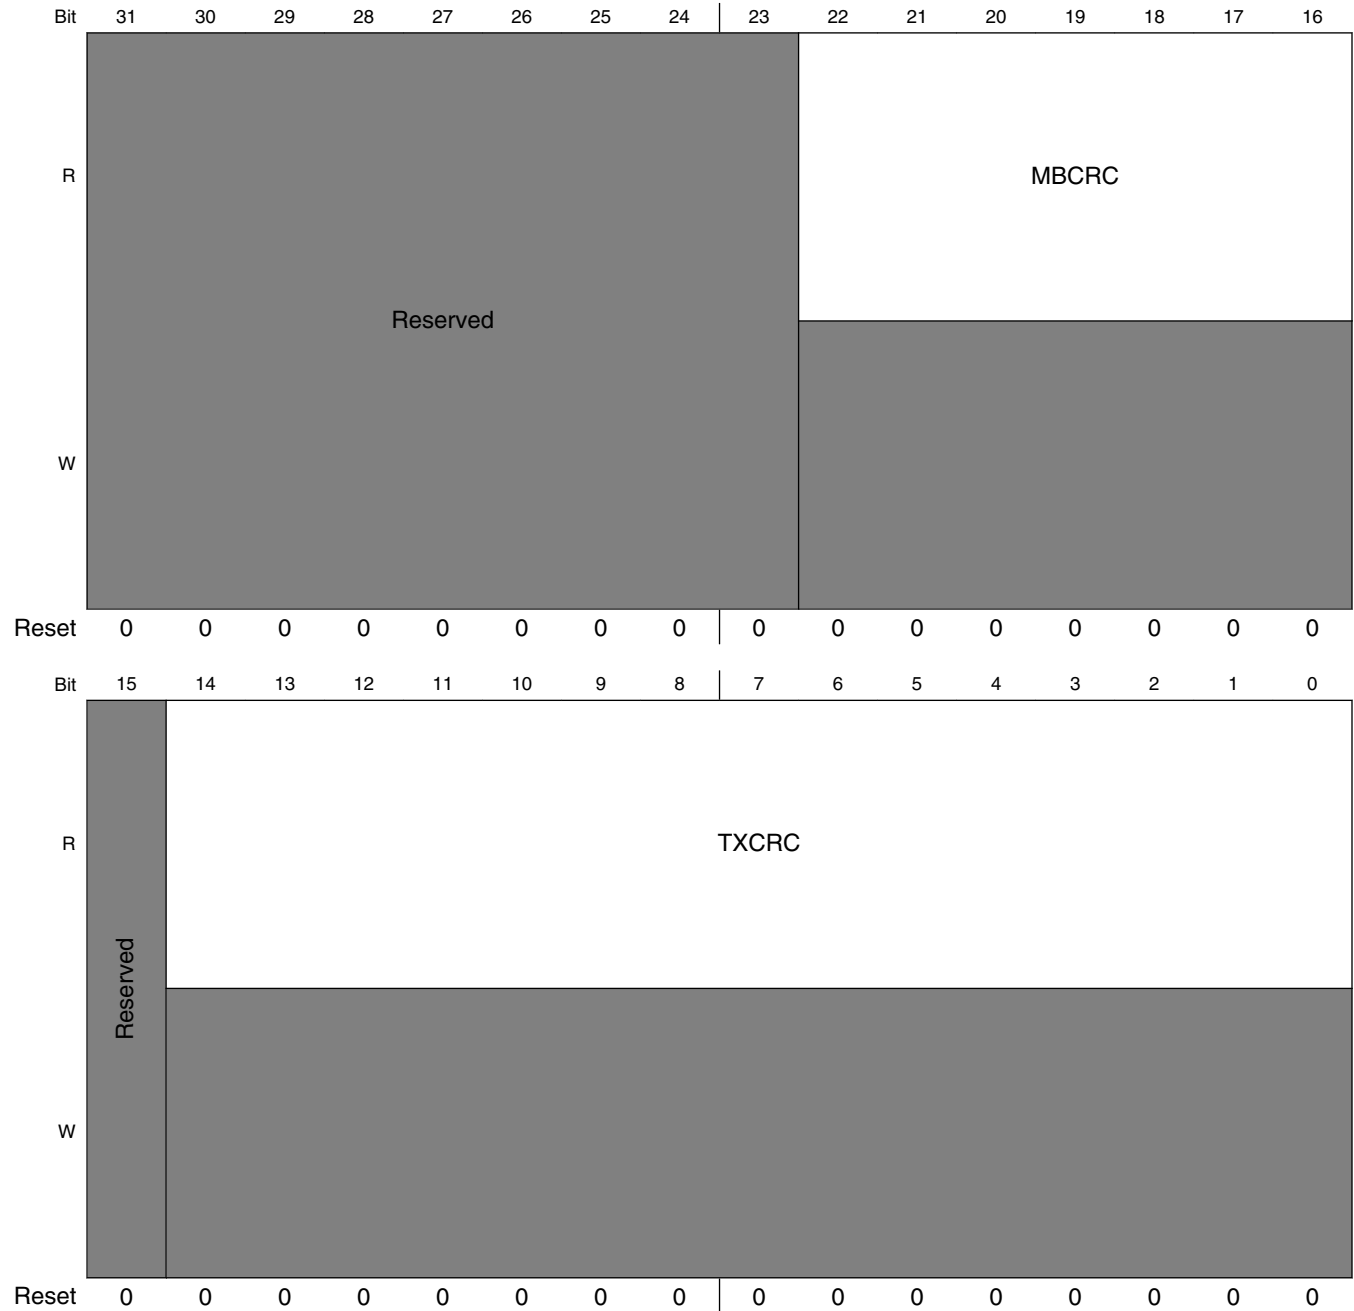 Bit 31 30 29 28 27 26 25 24 23 22 21 20 19 18 17 16
R MBCRC
Reserved
W
Reset 0 0 0 0 0 0 0 0 0 0 0 0 0 0 0 0
Bit 15 14 13 12 11 10 9 8 7 6 5 4 3 2 1 0
R TXCRC
Reserved
W
Reset 0 0 0 0 0 0 0 0 0 0 0 0 0 0 0 0